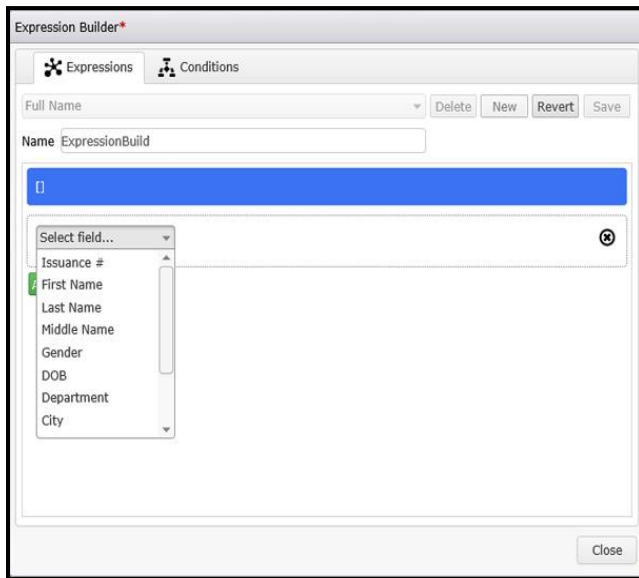 Expression Builder*
Expressions Conditions
Full Name Delete New Revert Save
Name ExpressionBuild
[]
Select field...
Issuance #
First Name
Last Name
Middle Name
Gender
DOB
Department
City
Close